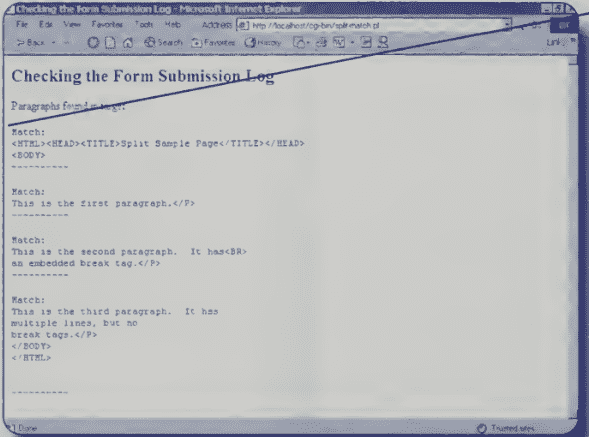 Checking the Form Submission Log - Microsoft Internet Explorer
File Edit View Favorites Tools Help Address http://localhost/cgi-bin/splitmatch.pl
Back Search Favorites History Links
Checking the Form Submission Log
Paragraphs found in
Match:
<HTML><HEAD><TITLE>Split Sample Page</TITLE></HEAD>
<BODY>
----------
Match:
This is the first paragraph.</P>
----------
Match:
This is the second paragraph.  It has<BR>
an embedded break tag.</P>
----------
Match:
This is the third paragraph.  It has
multiple lines, but no
break tags.</P>
</BODY>
</HTML>
----------
Done Trusted sites